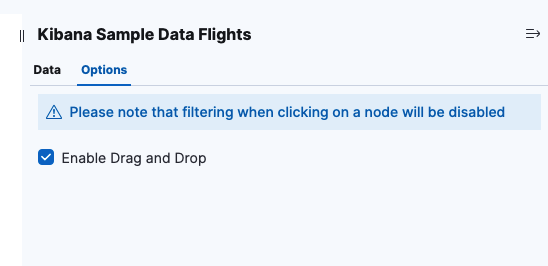 Kibana Sample Data Flights
Data Options
Please note that filtering when clicking on a node will be disabled
Enable Drag and Drop